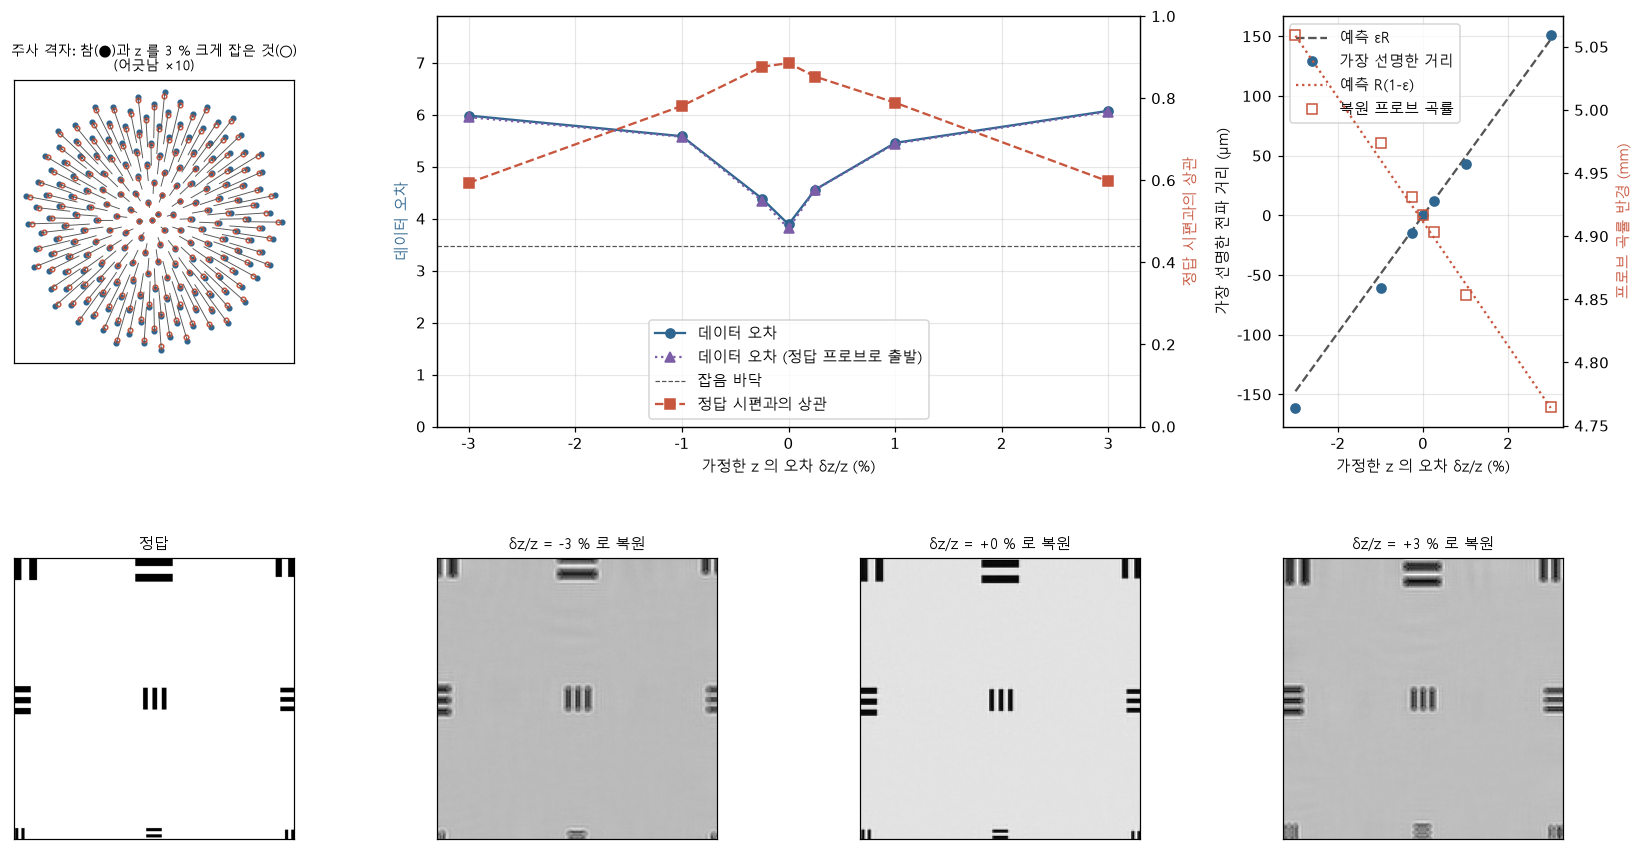 주사 격자: 참(●)과 z 를 3 % 크게 잡은 것(○)
(어긋남 ×10)
데이터 오차
7
6
5
4
3
2
1
0
-3
-2
-1
0
1
2
3
가정한 z 의 오차 δz/z (%)
1.0
0.8
0.6
0.4
0.2
0.0
정답 시편과의 상관
데이터 오차
데이터 오차 (정답 프로브로 출발)
잡음 바닥
정답 시편과의 상관
가장 선명한 전파 거리 (μm)
150
100
50
0
-50
-100
-150
-2
0
2
가정한 z 의 오차 δz/z (%)
5.05
5.00
4.95
4.90
4.85
4.80
4.75
프로브 곡률 반경 (mm)
예측 εR
가장 선명한 거리
예측 R(1-ε)
복원 프로브 곡률
정답
δz/z = -3 % 로 복원
δz/z = +0 % 로 복원
δz/z = +3 % 로 복원